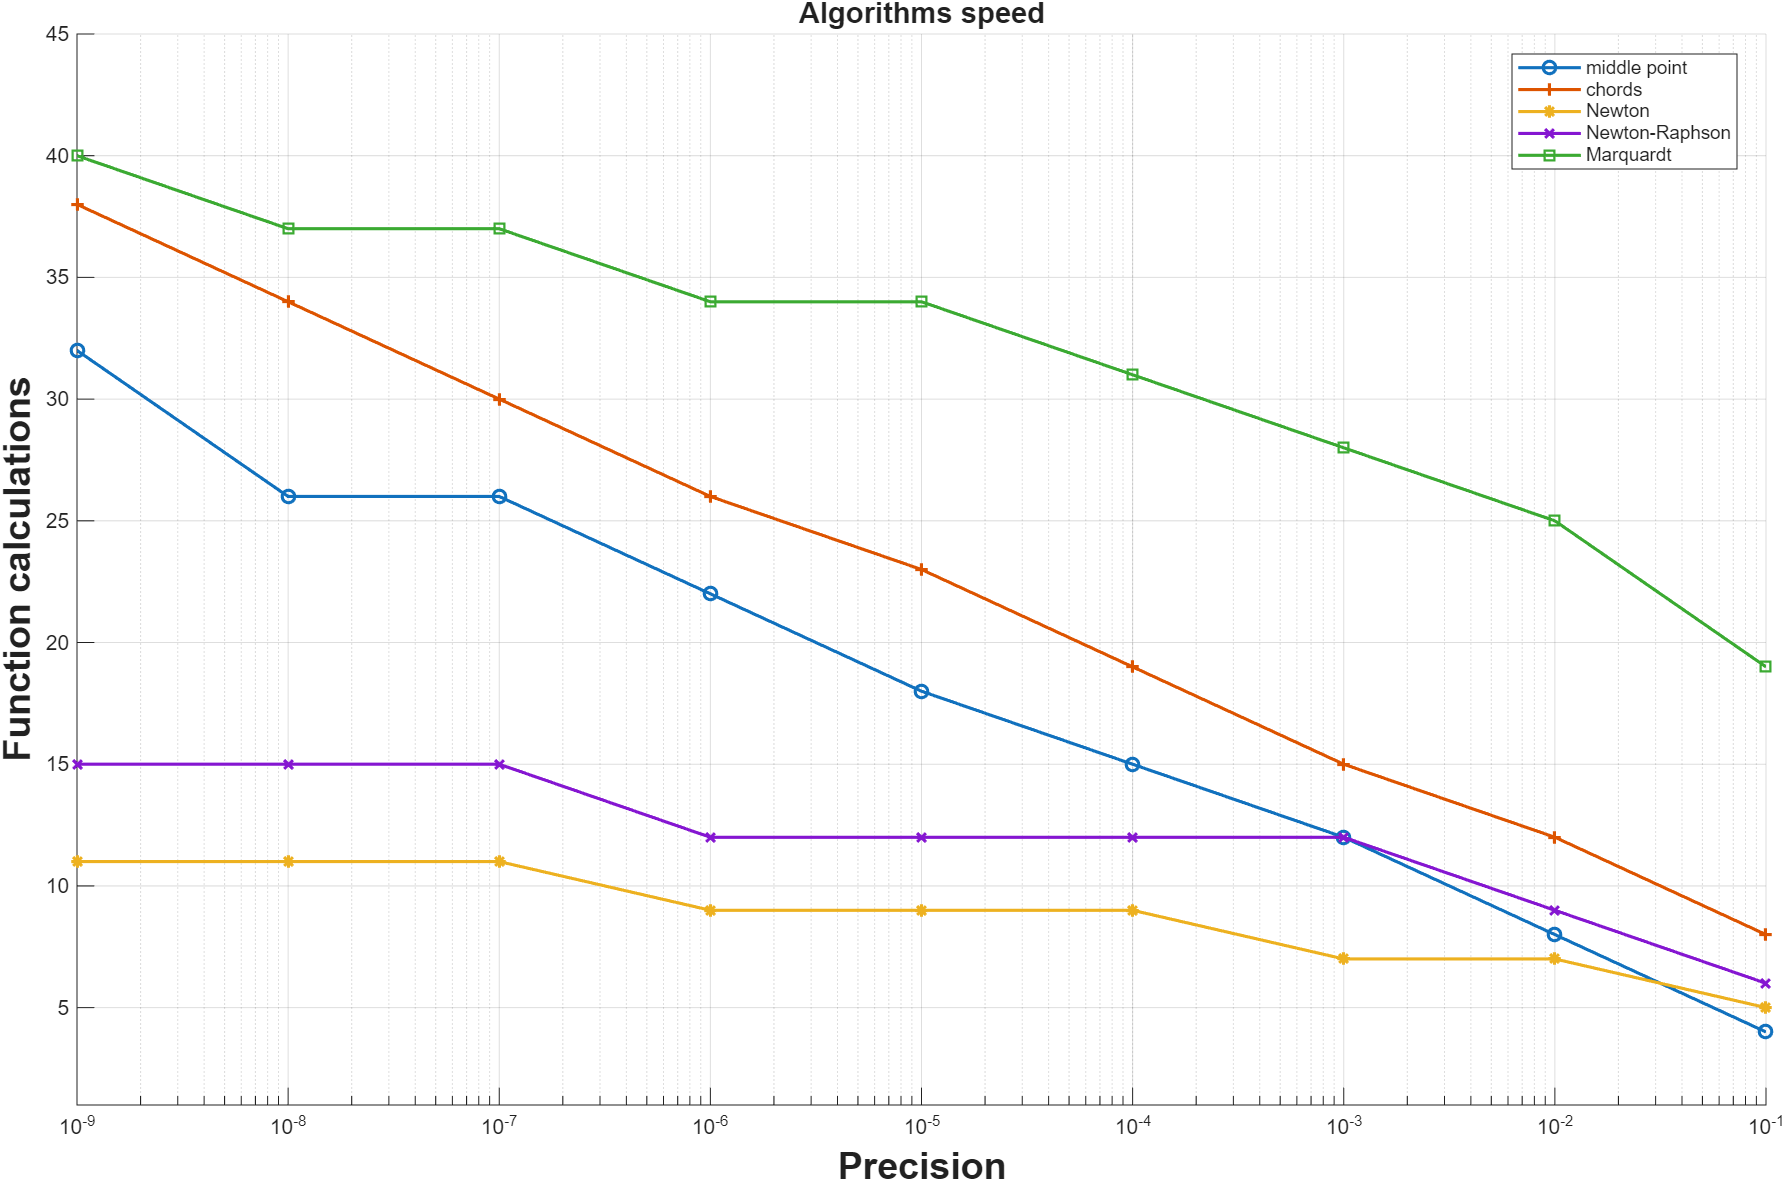 Algorithms speed
45
40
35
30
25
20
15
10
5
Function calculations
middle point
chords
Newton
Newton-Raphson
Marquardt
10-9 10-8 10-7 10-6 10-5 10-4 10-3 10-2 10-1
Precision